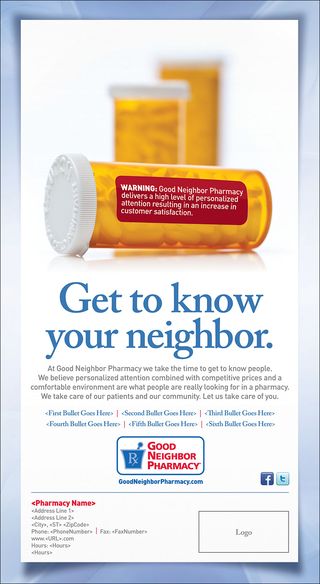 WARNING: Good Neighbor Pharmacy
delivers a high level of personalized
attention resulting in an increase in
customer satisfaction.
Get to know
your neighbor.
At Good Neighbor Pharmacy we take the time to get to know people.
We believe personalized attention combined with competitive prices and a
comfortable environment are what people are really looking for in a pharmacy.
We take care of our patients and our community. Let us take care of you.
<First Bullet Goes Here> | <Second Bullet Goes Here> | <Third Bullet Goes Here>
<Fourth Bullet Goes Here> | <Fifth Bullet Goes Here> | <Sixth Bullet Goes Here>
Rx
GOOD
NEIGHBOR
PHARMACY
GoodNeighborPharmacy.com
f t
<Pharmacy Name>
<Address Line 1>
<Address Line 2>
<City>, <ST> <ZipCode>
Phone: <PhoneNumber> | Fax: <FaxNumber>
www.<URL>.com
Hours: <Hours>
<Hours>
Logo